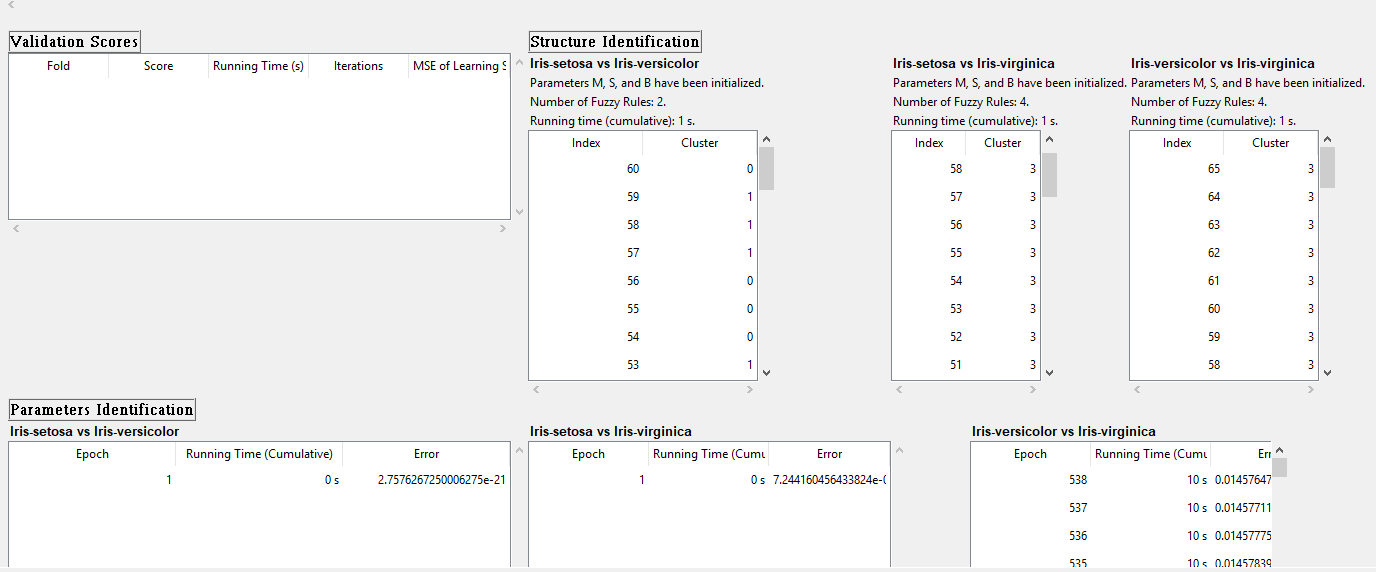 Validation Scores
Fold Score Running Time (s) Iterations MSE of Learning S
Structure Identification
Iris-setosa vs Iris-versicolor
Parameters M, S, and B have been initialized.
Number of Fuzzy Rules: 2.
Running time (cumulative): 1 s.
Index Cluster
60 0
59 1
58 1
57 1
56 0
55 0
54 0
53 1
Iris-setosa vs Iris-virginica
Parameters M, S, and B have been initialized.
Number of Fuzzy Rules: 4.
Running time (cumulative): 1 s.
Index Cluster
58 3
57 3
56 3
55 3
54 3
53 3
52 3
51 3
Iris-versicolor vs Iris-virginica
Parameters M, S, and B have been initialized.
Number of Fuzzy Rules: 4.
Running time (cumulative): 1 s.
Index Cluster
65 3
64 3
63 3
62 3
61 3
60 3
59 3
58 3
Parameters Identification
Iris-setosa vs Iris-versicolor
Epoch Running Time (Cumulative) Error
1 0 s 2.7576267250006275e-21
Iris-setosa vs Iris-virginica
Epoch Running Time (Cumu Error
1 0 s 7.244160456433824e-0
Iris-versicolor vs Iris-virginica
Epoch Running Time (Cumu Err
538 10 s 0.01457647
537 10 s 0.01457711
536 10 s 0.01457775
535 10 s 0.01457839